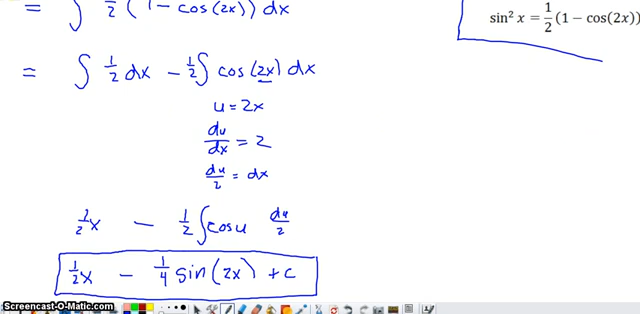 = ∫ 1/2 (1 - cos(2x)) dx
sin² x = 1/2 (1 − cos(2x))
= ∫ 1/2 dx - 1/2 ∫ cos(2x) dx
u = 2x
du/dx = 2
du/2 = dx
1/2 x - 1/2 ∫ cos u du/2
1/2 x - 1/4 sin(2x) + c
Screencast-O-Matic.com